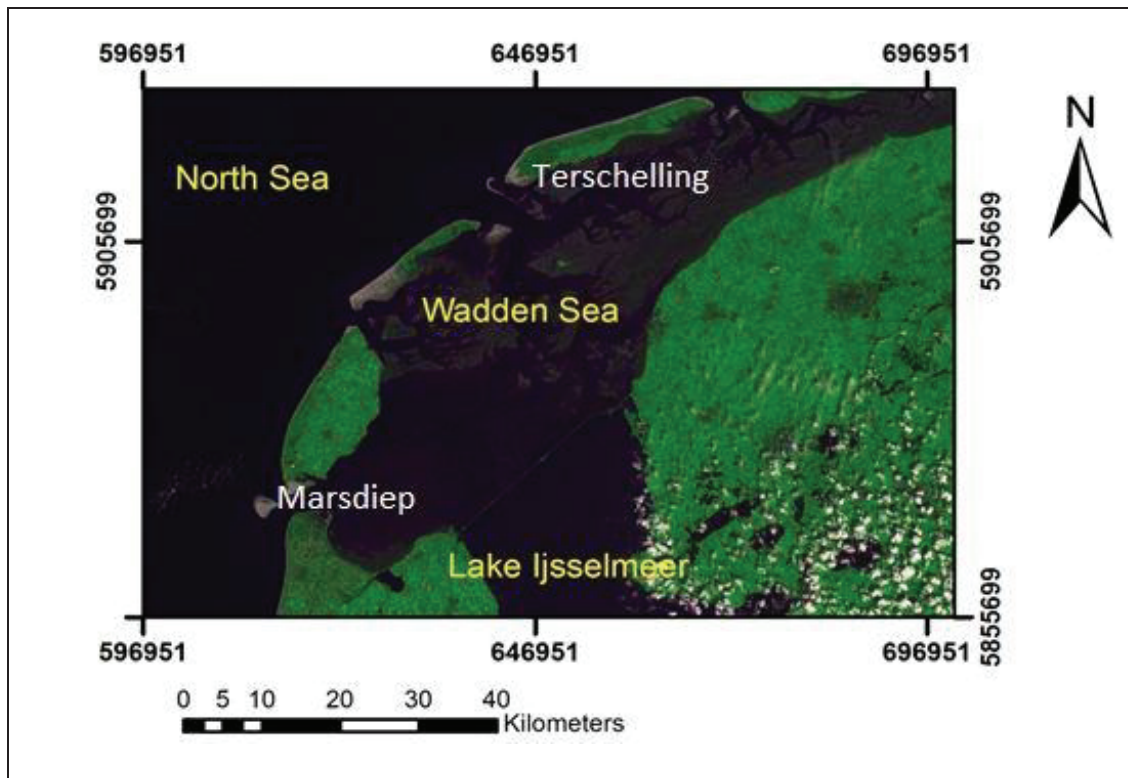 596951 646951 696951
N
North Sea
Terschelling
5905699 5905699
Wadden Sea
Marsdiep
Lake Ijsselmeer
5855699
596951 646951 696951
0 5 10 20 30 40
Kilometers